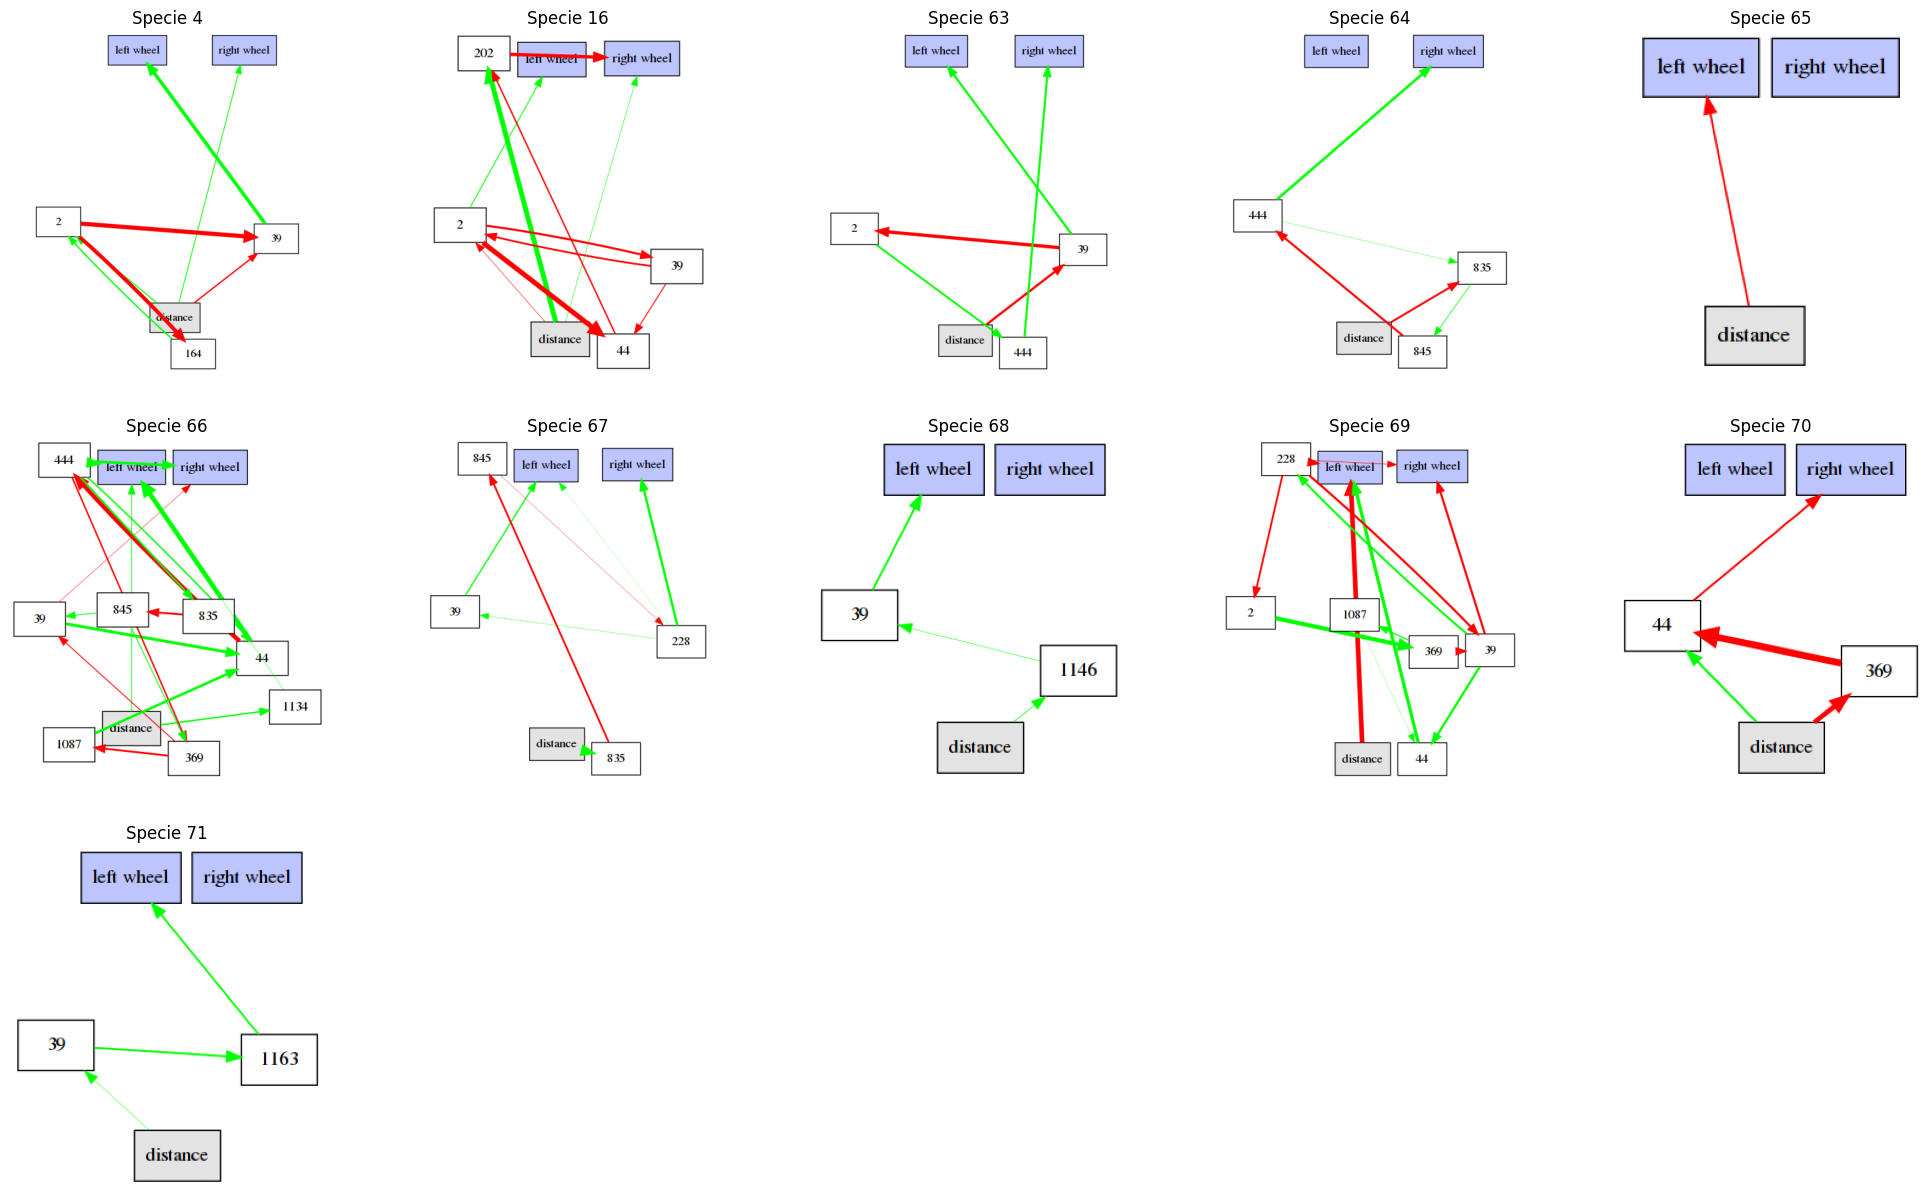 Specie 4
left wheel
right wheel
2
39
distance
164
Specie 16
202
left wheel
right wheel
2
39
distance
44
Specie 63
left wheel
right wheel
2
39
distance
444
Specie 64
left wheel
right wheel
444
835
distance
845
Specie 65
left wheel
right wheel
distance
Specie 66
444
left wheel
right wheel
39
845
835
44
1134
distance
1087
369
Specie 67
845
left wheel
right wheel
39
228
distance
835
Specie 68
left wheel
right wheel
39
1146
distance
Specie 69
228
left wheel
right wheel
2
1087
369
39
distance
44
Specie 70
left wheel
right wheel
44
369
distance
Specie 71
left wheel
right wheel
39
1163
distance